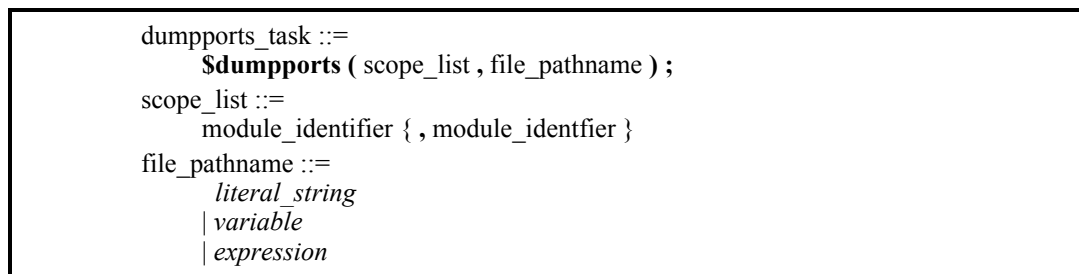 dumpports_task ::=
$dumpports ( scope_list , file_pathname ) ;
scope_list ::=
module_identifier { , module_identfier }
file_pathname ::=
literal_string
| variable
| expression